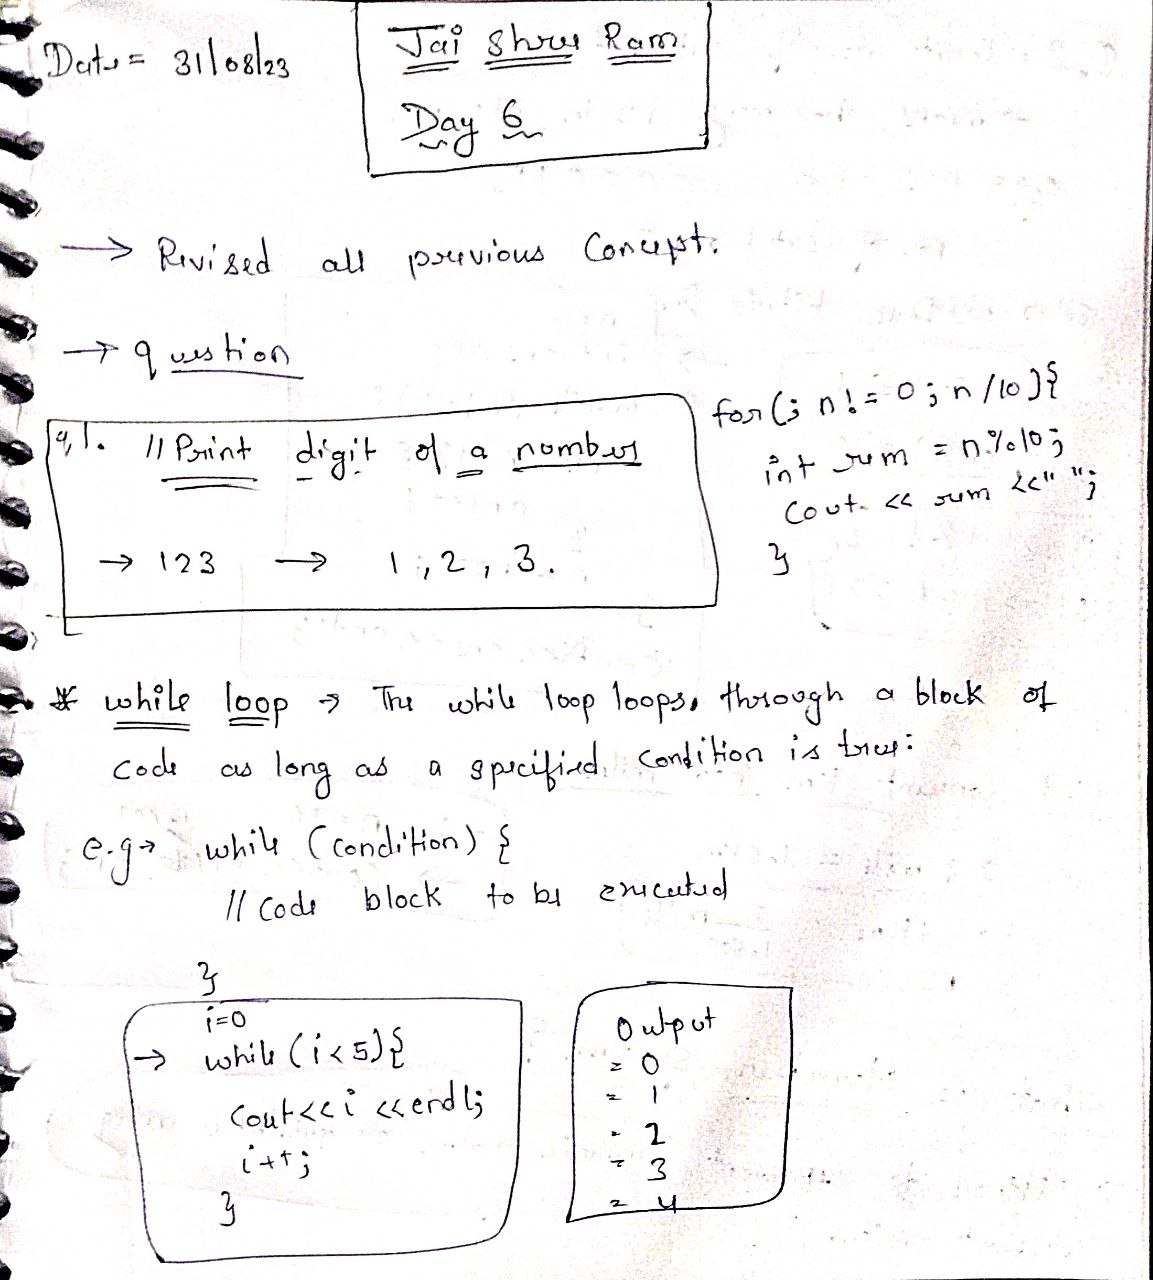 Date = 31/08/23
Jai Shree Ram
Day 6
→ Revised all previous Concept.
→ question
q,1. // Print digit of a number
→ 123 → 1, 2, 3.
for(; n != 0; n/10){
int rem = n%10;
Cout << rem <<" ";
}
* while loop → The while loop loops, through a block of
code as long as a specified condition is true:
e.g→ while (condition) {
// Code block to be executed
}
i=0
→ while (i<5){
Cout<<i <<endl;
i++;
}
Output
= 0
= 1
- 2
= 3
= 4